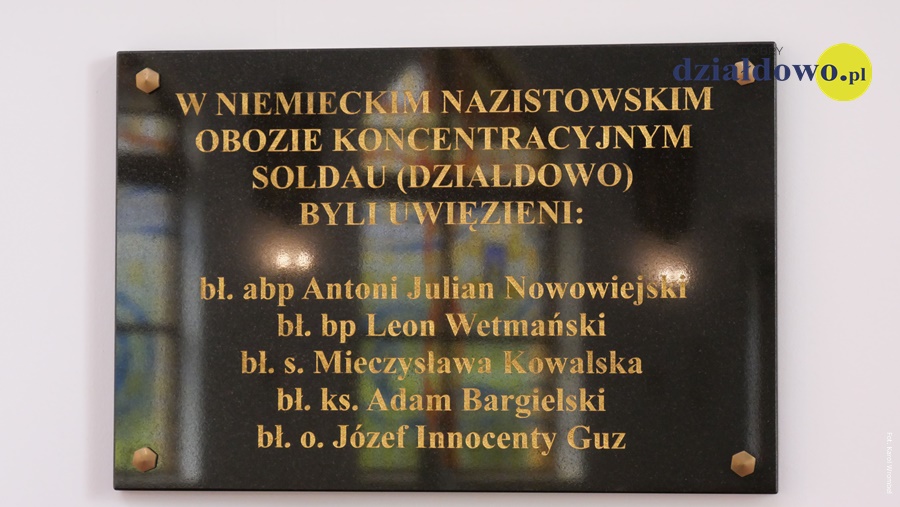 działdowo.pl
W NIEMIECKIM NAZISTOWSKIM
OBOZIE KONCENTRACYJNYM
SOLDAU (DZIAŁDOWO)
BYLI UWIĘZIENI:
bł. abp Antoni Julian Nowowiejski
bł. bp Leon Wetmański
bł. s. Mieczysława Kowalska
bł. ks. Adam Bargielski
bł. o. Józef Innocenty Guz